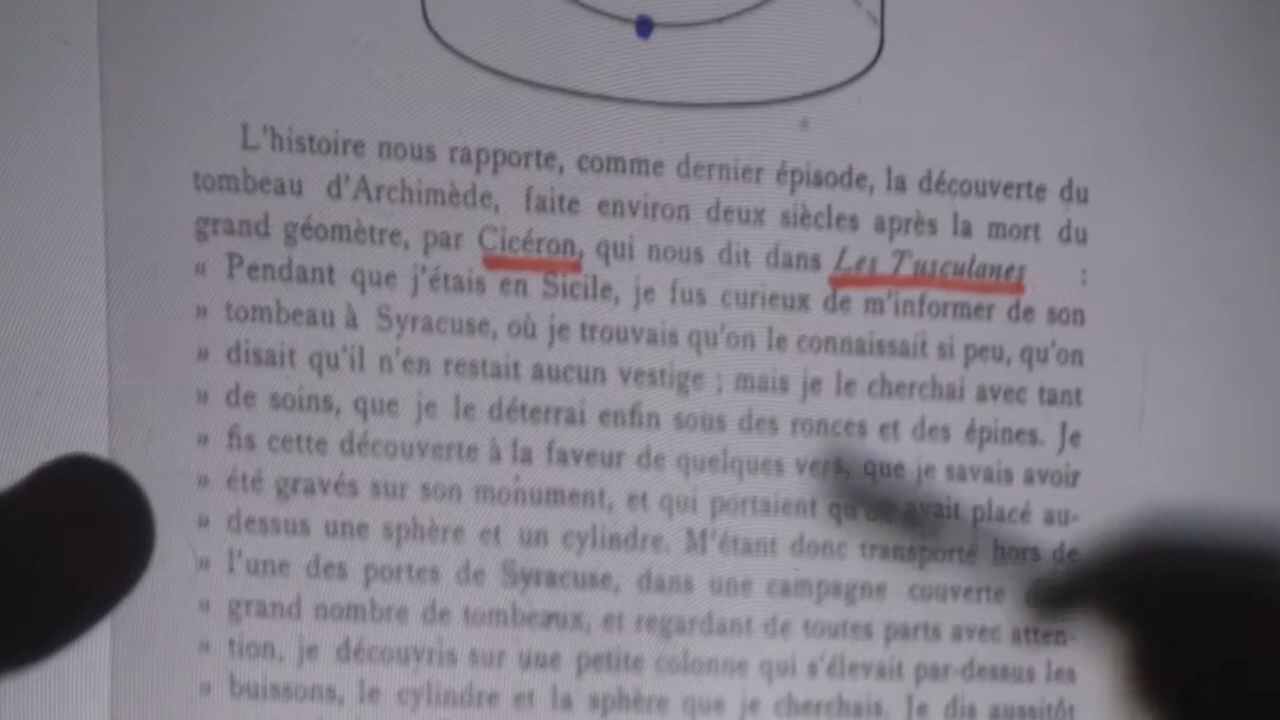 L'histoire nous rapporte, comme dernier épisode, la découverte du
tombeau d'Archimède, faite environ deux siècles après la mort du
grand géomètre, par Cicéron, qui nous dit dans Les Tusculanes :
« Pendant que j'étais en Sicile, je fus curieux de m'informer de son
» tombeau à Syracuse, où je trouvais qu'on le connaissait si peu, qu'on
» disait qu'il n'en restait aucun vestige ; mais je le cherchai avec tant
» de soins, que je le déterrai enfin sous des ronces et des épines. Je
» fis cette découverte à la faveur de quelques vers, que je savais avoir
» été gravés sur son monument, et qui portaient qu'on avait placé au-
» dessus une sphère et un cylindre. M'étant donc transporté hors de
» l'une des portes de Syracuse, dans une campagne couverte
» grand nombre de tombeaux, et regardant de toutes parts avec atten-
» tion, je découvris sur une petite colonne qui s'élevait par-dessus les
» buissons, le cylindre et la sphère que je cherchais. Je dis aussitôt